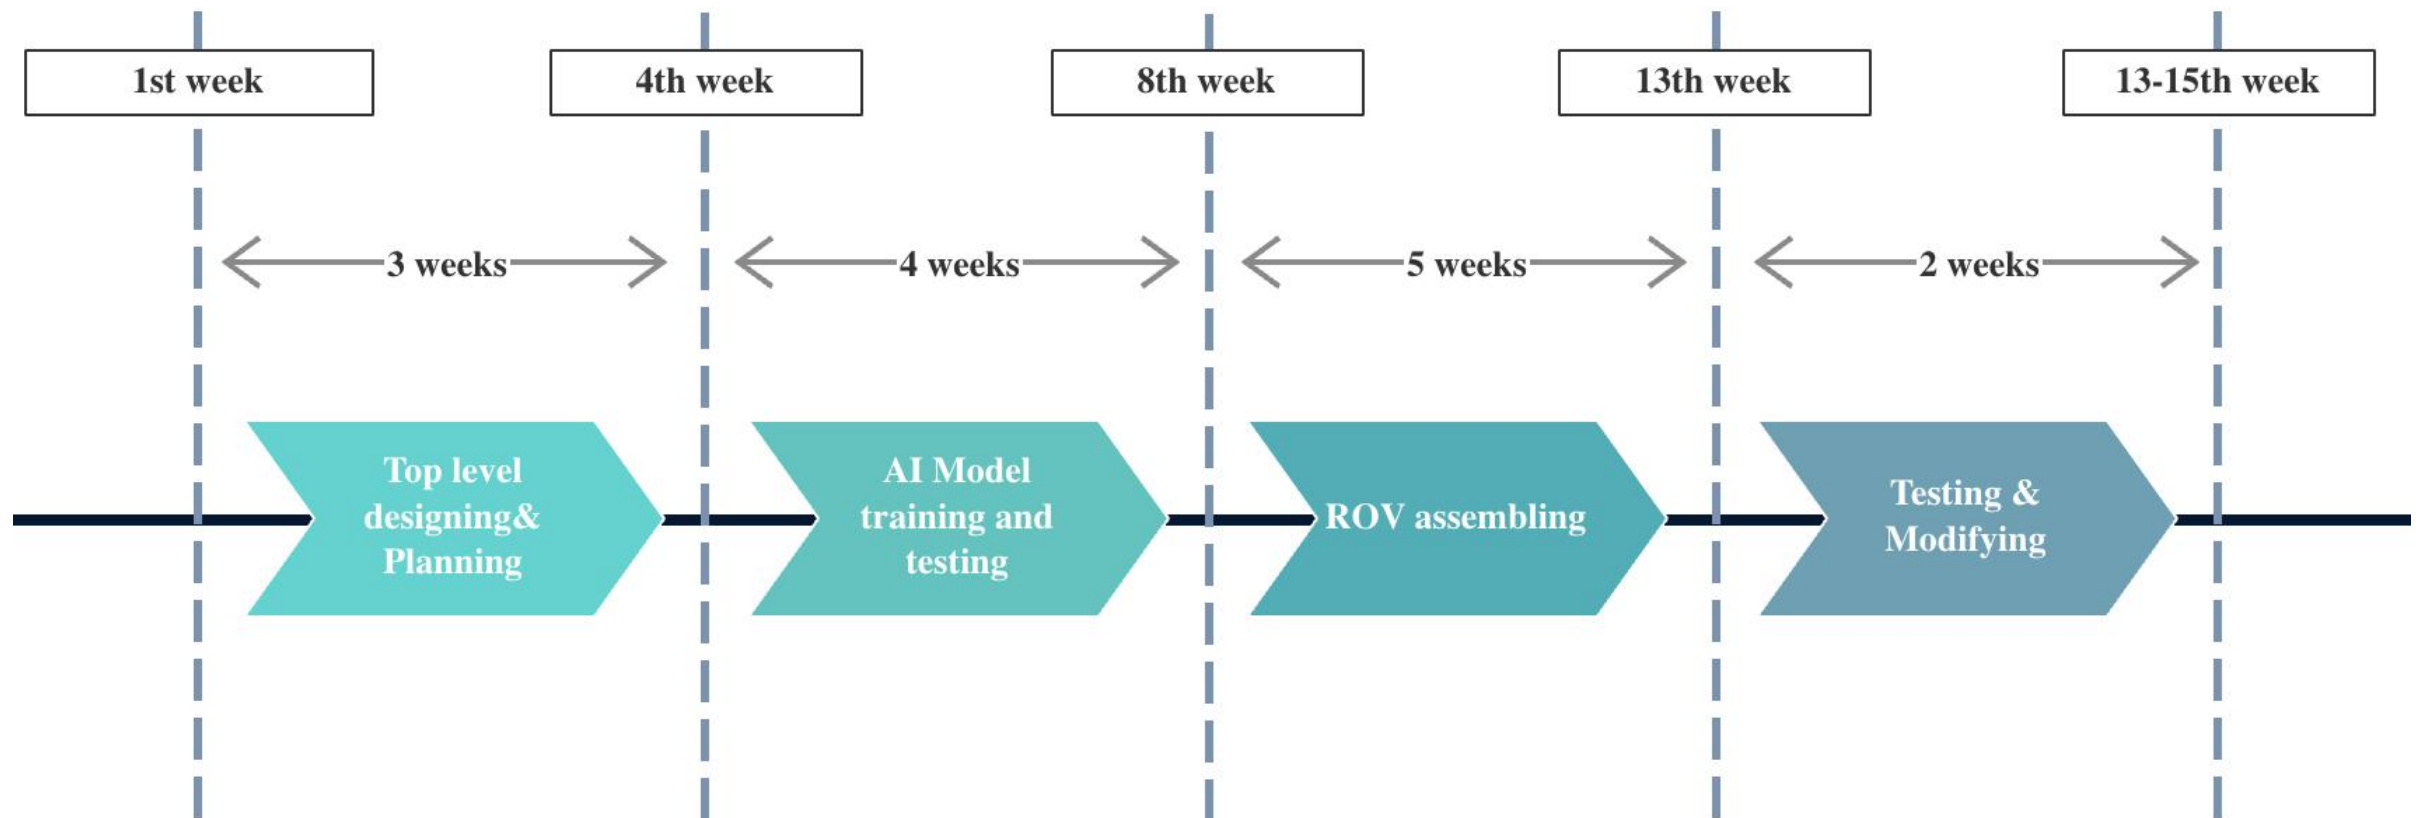 1st week
4th week
8th week
13th week
13-15th week
3 weeks
4 weeks
5 weeks
2 weeks
Top level
designing&
Planning
AI Model
training and
testing
ROV assembling
Testing &
Modifying